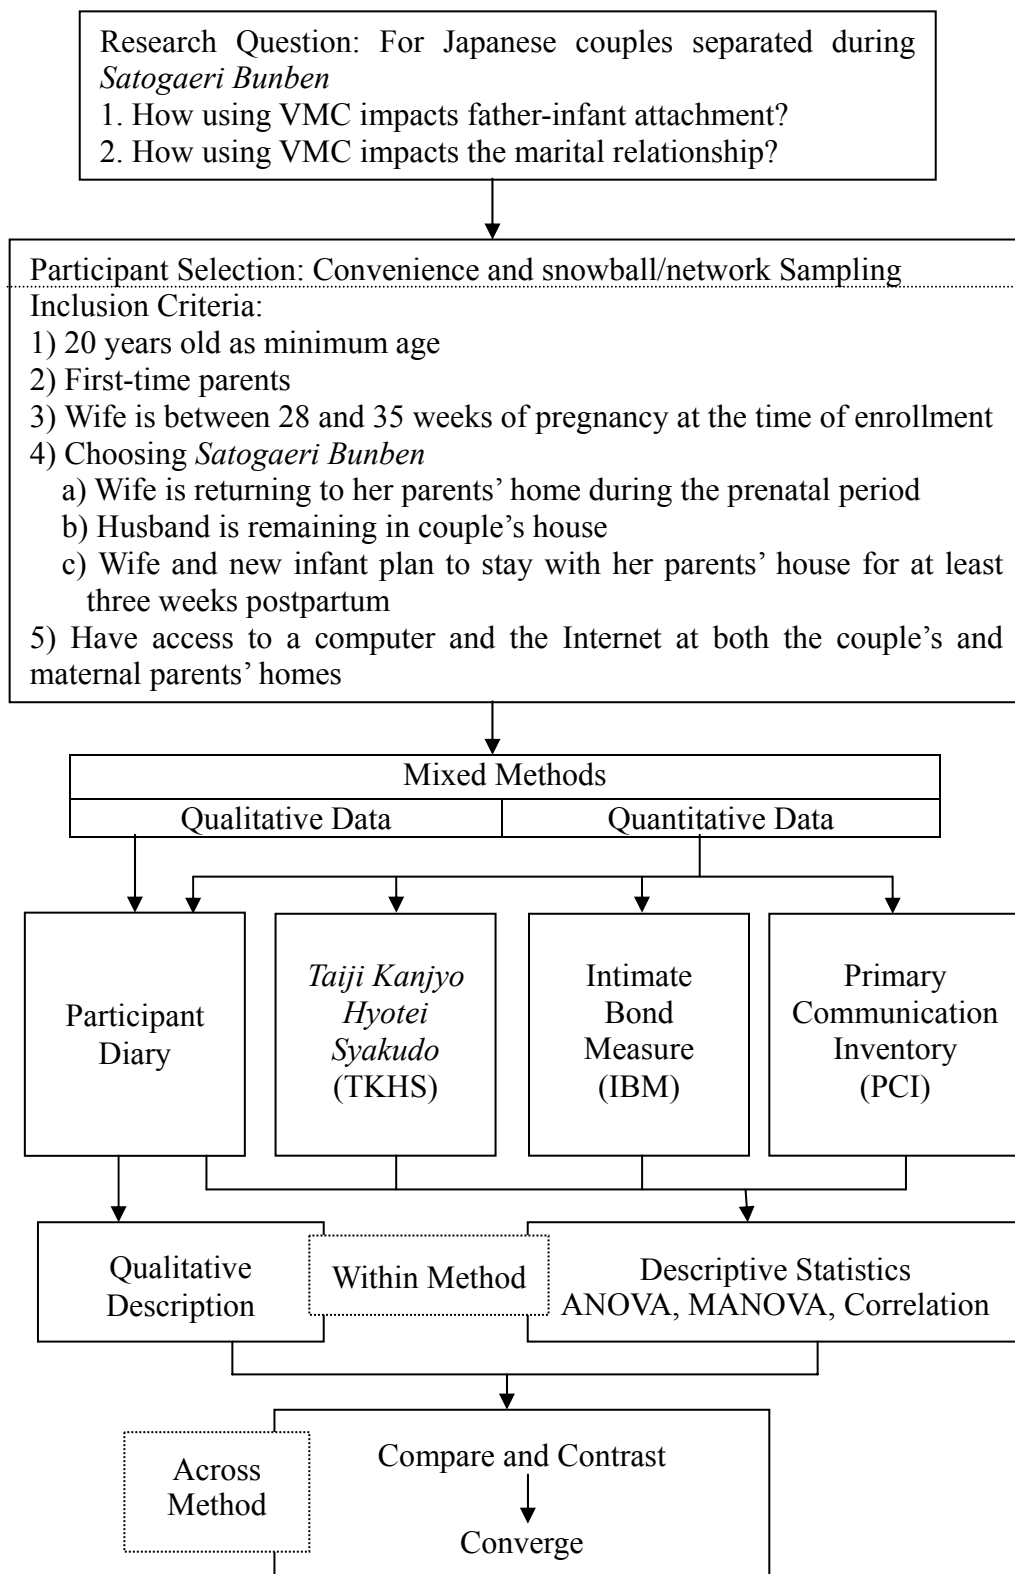 Research Question: For Japanese couples separated during
Satogaeri Bunben
1. How using VMC impacts father-infant attachment?
2. How using VMC impacts the marital relationship?
Participant Selection: Convenience and snowball/network Sampling
Inclusion Criteria:
1) 20 years old as minimum age
2) First-time parents
3) Wife is between 28 and 35 weeks of pregnancy at the time of enrollment
4) Choosing Satogaeri Bunben
a) Wife is returning to her parents’ home during the prenatal period
b) Husband is remaining in couple’s house
c) Wife and new infant plan to stay with her parents’ house for at least
three weeks postpartum
5) Have access to a computer and the Internet at both the couple’s and
maternal parents’ homes
Mixed Methods
Qualitative Data
Quantitative Data
Participant
Diary
Taiji Kanjyo
Hyotei
Syakudo
(TKHS)
Intimate
Bond
Measure
(IBM)
Primary
Communication
Inventory
(PCI)
Qualitative
Description
Within Method
Descriptive Statistics
ANOVA, MANOVA, Correlation
Across
Method
Compare and Contrast
Converge